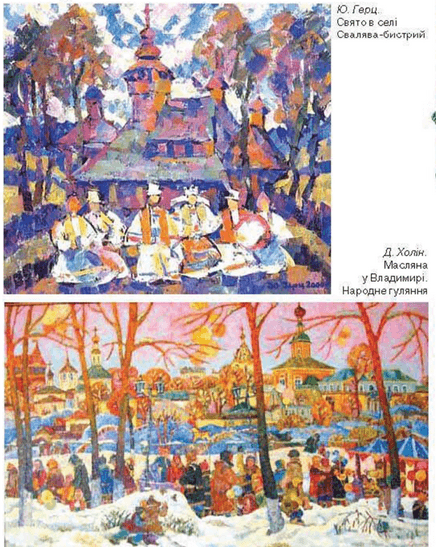 Ю. Герц.
Свято в селі
Свалява-бистрий
Д. Холін.
Масляна
у Владимирі.
Народне гуляння